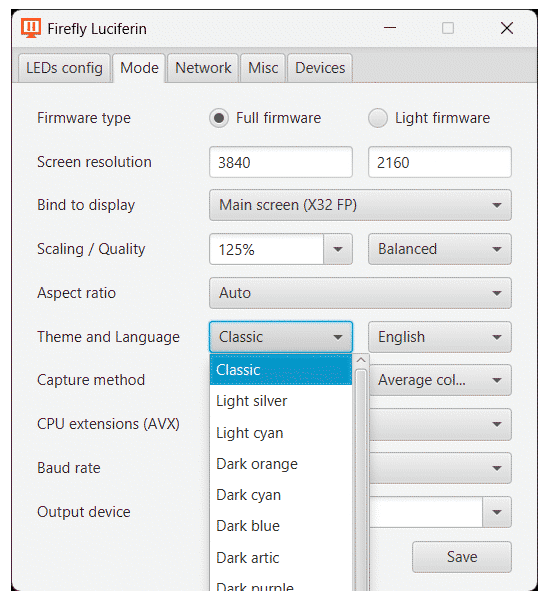 Firefly Luciferin
LEDs config Mode Network Misc Devices
Firmware type Full firmware Light firmware
Screen resolution 3840 2160
Bind to display Main screen (X32 FP)
Scaling / Quality 125% Balanced
Aspect ratio Auto
Theme and Language Classic English
Classic
Capture method Average col...
Light silver
CPU extensions (AVX)
Light cyan
Dark orange
Baud rate
Dark cyan
Output device
Dark blue
Dark artic
Save
Dark purple